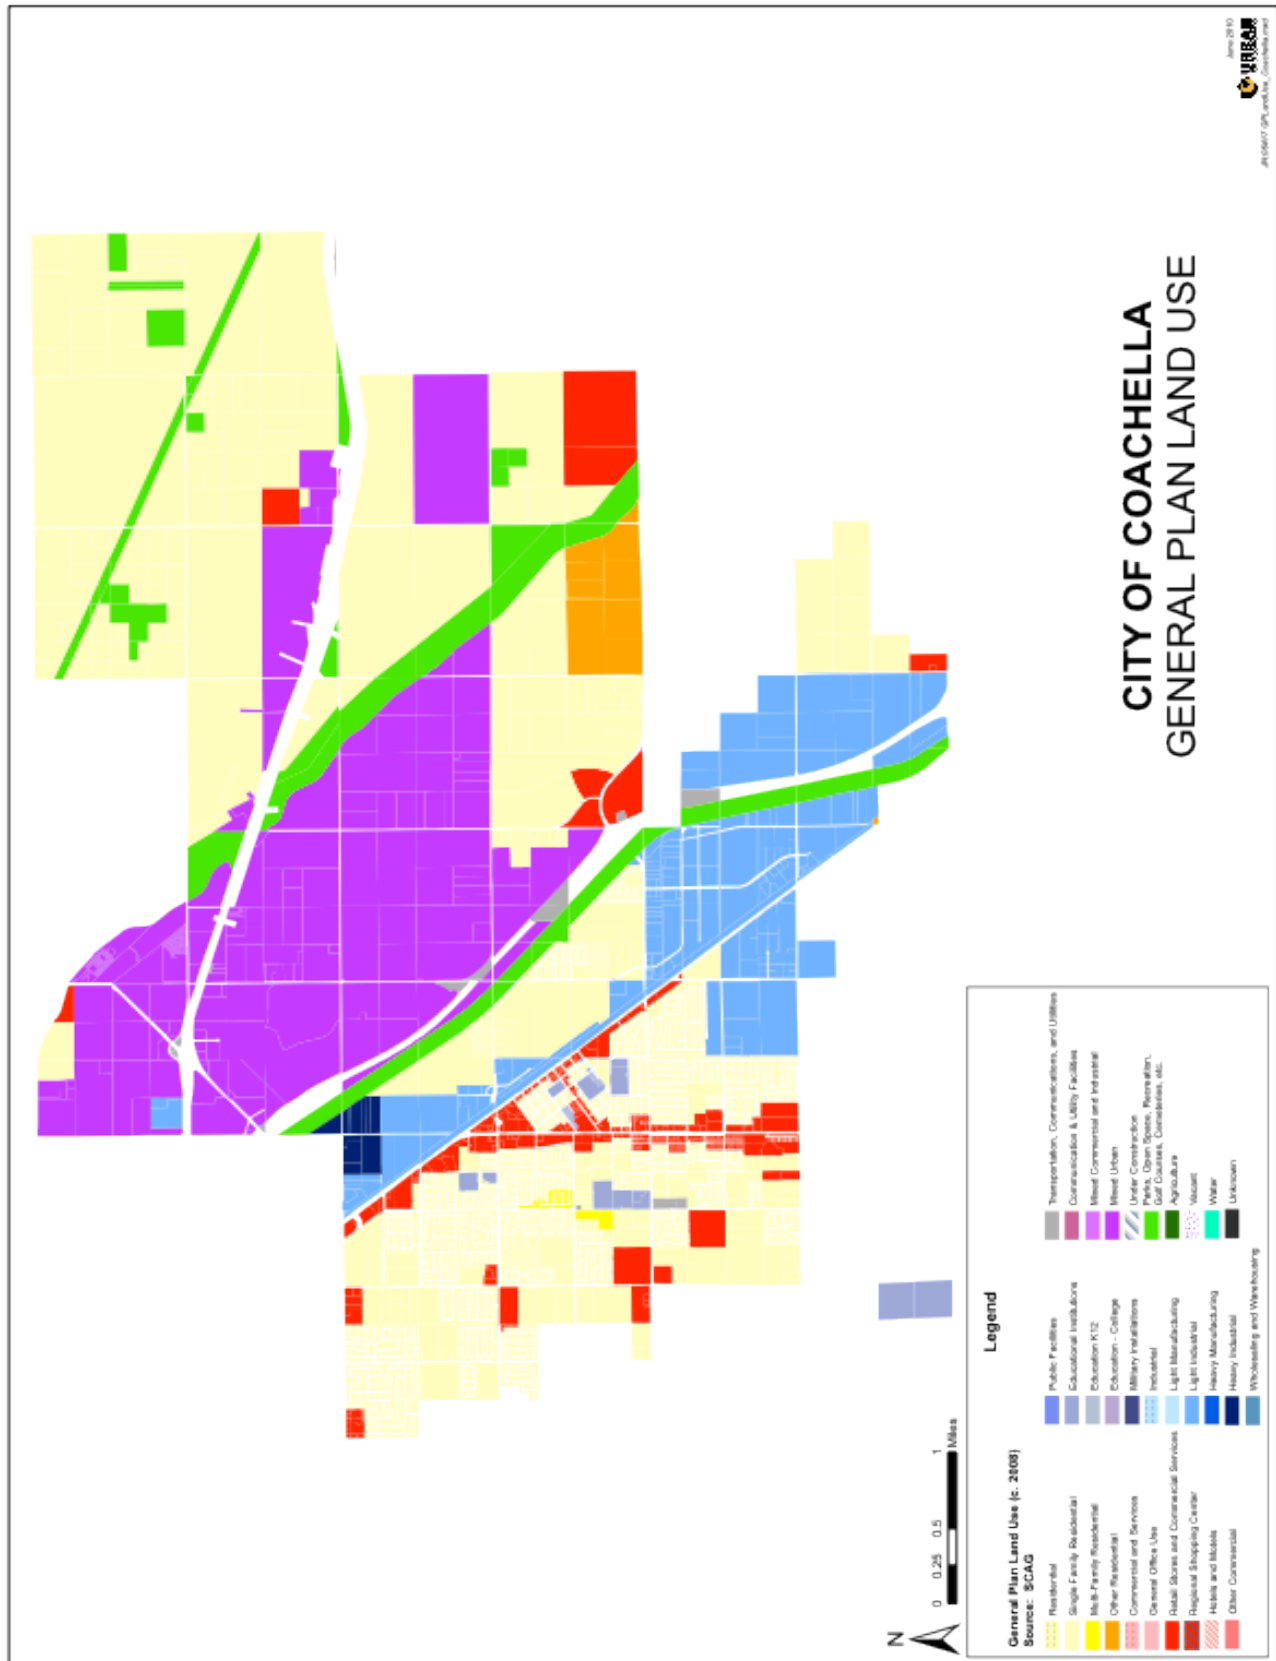 CITY OF COACHELLA
GENERAL PLAN LAND USE
June 2010
URBAN
N
0 0.25 0.5 1
Miles
Legend
General Plan Land Use (c. 2008)
Source: SCAG
Residential
Single Family Residential
Multi-Family Residential
Other Residential
Commercial and Services
General Office Use
Retail Stores and Commercial Services
Regional Shopping Center
Hotels and Motels
Other Commercial
Public Facilities
Educational Institutions
Education K12
Education - College
Military Installations
Industrial
Light Manufacturing
Light Industrial
Heavy Manufacturing
Heavy Industrial
Wholesaling and Warehousing
Transportation, Communications, and Utilities
Communication & Utility Facilities
Mixed Commercial and Industrial
Mixed Urban
Under Construction
Parks, Open Space, Recreation,
Golf Courses, Cemeteries, etc.
Agriculture
Vacant
Water
Unknown